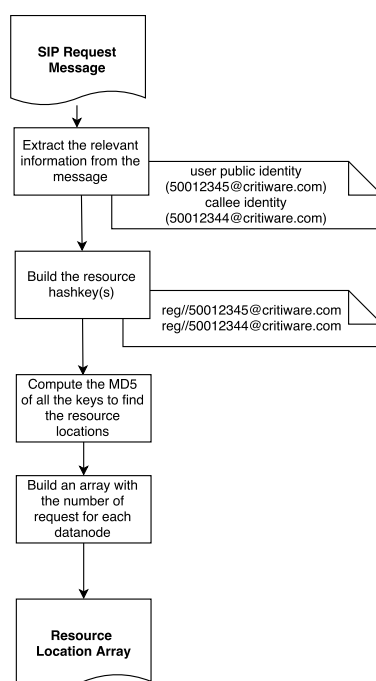 SIP Request
Message
Extract the relevant
information from the
message
user public identity
(50012345@critiware.com)
callee identity
(50012344@critiware.com)
Build the resource
hashkey(s)
reg//50012345@critiware.com
reg//50012344@critiware.com
Compute the MD5
of all the keys to find
the resource
locations
Build an array with
the number of
request for each
datanode
Resource
Location Array